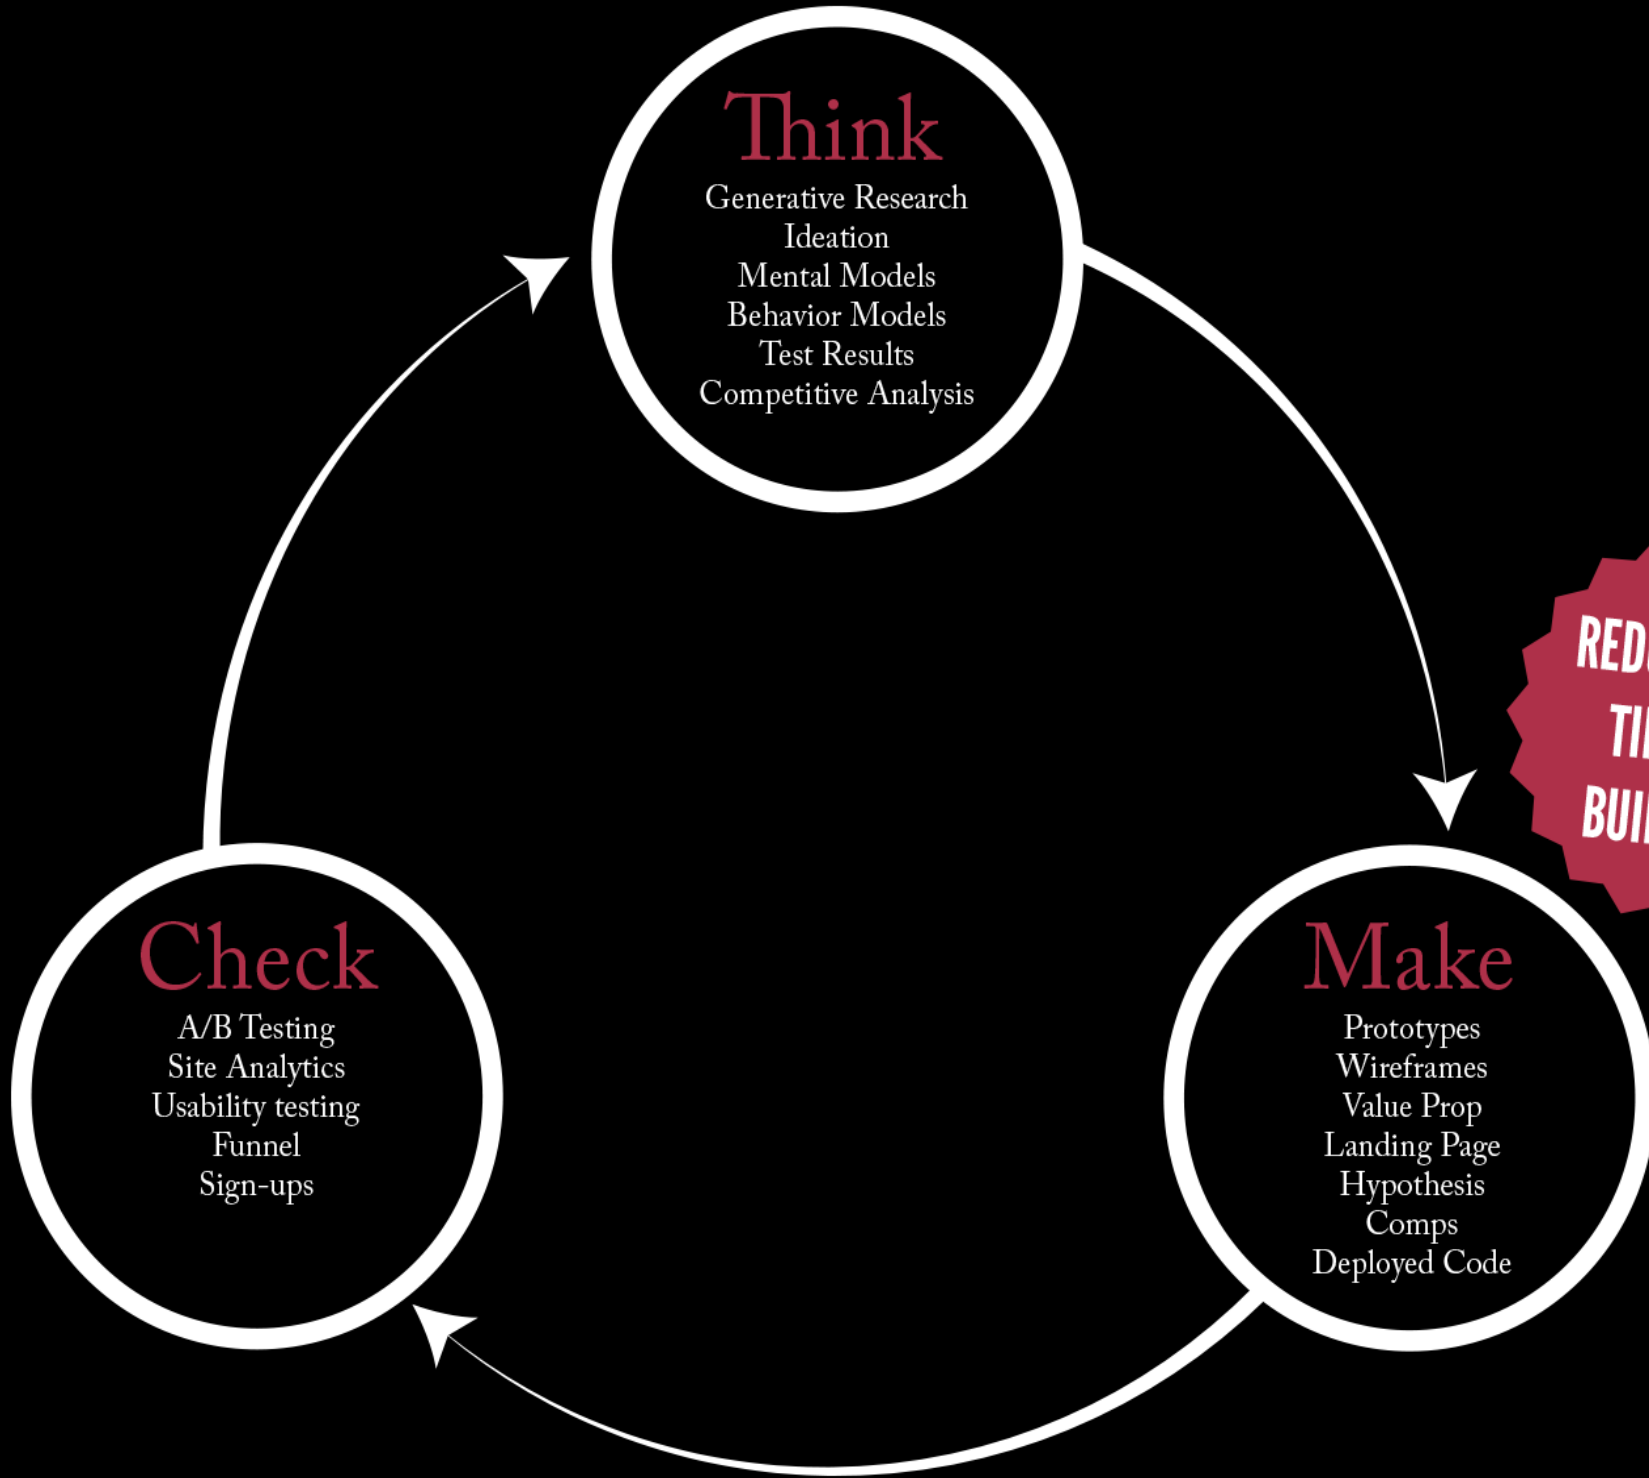 Think
Generative Research
Ideation
Mental Models
Behavior Models
Test Results
Competitive Analysis
Check
A/B Testing
Site Analytics
Usability testing
Funnel
Sign-ups
Make
Prototypes
Wireframes
Value Prop
Landing Page
Hypothesis
Comps
Deployed Code